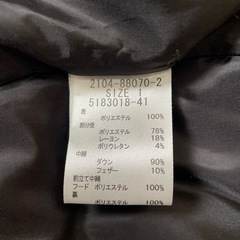 2104-88070-2
SIZE I
5183018-41
表
ポリエステル 100%
部分使
ポリエステル 78%
レーヨン 18%
ポリウレタン 4%
中綿
ダウン 90%
フェザー 10%
前立て中綿
フード ポリエステル 100%
裏
ポリエステル 100%